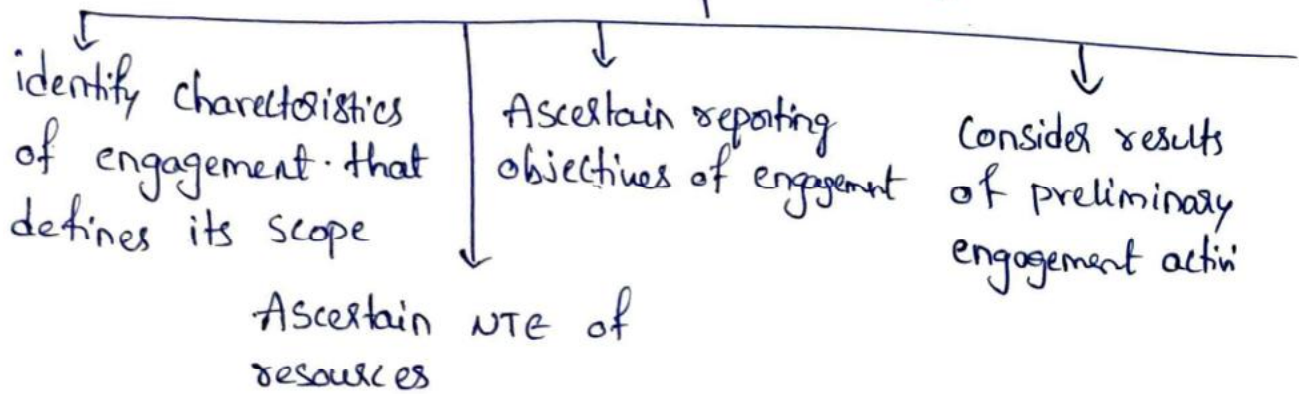 identify charectoristics
of engagement. that
defines its scope
Ascertain NTE of
resources
Ascertain reporting
objectives of engagement
Consider results
of preliminary
engagement activi